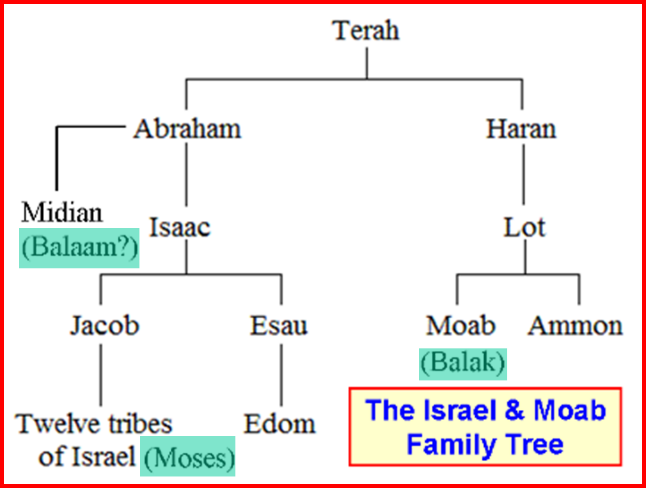 Terah
Abraham Haran
Midian
(Balaam?)
Isaac Lot
Jacob Esau Moab Ammon
(Balak)
Twelve tribes
of Israel (Moses)
Edom
The Israel & Moab
Family Tree